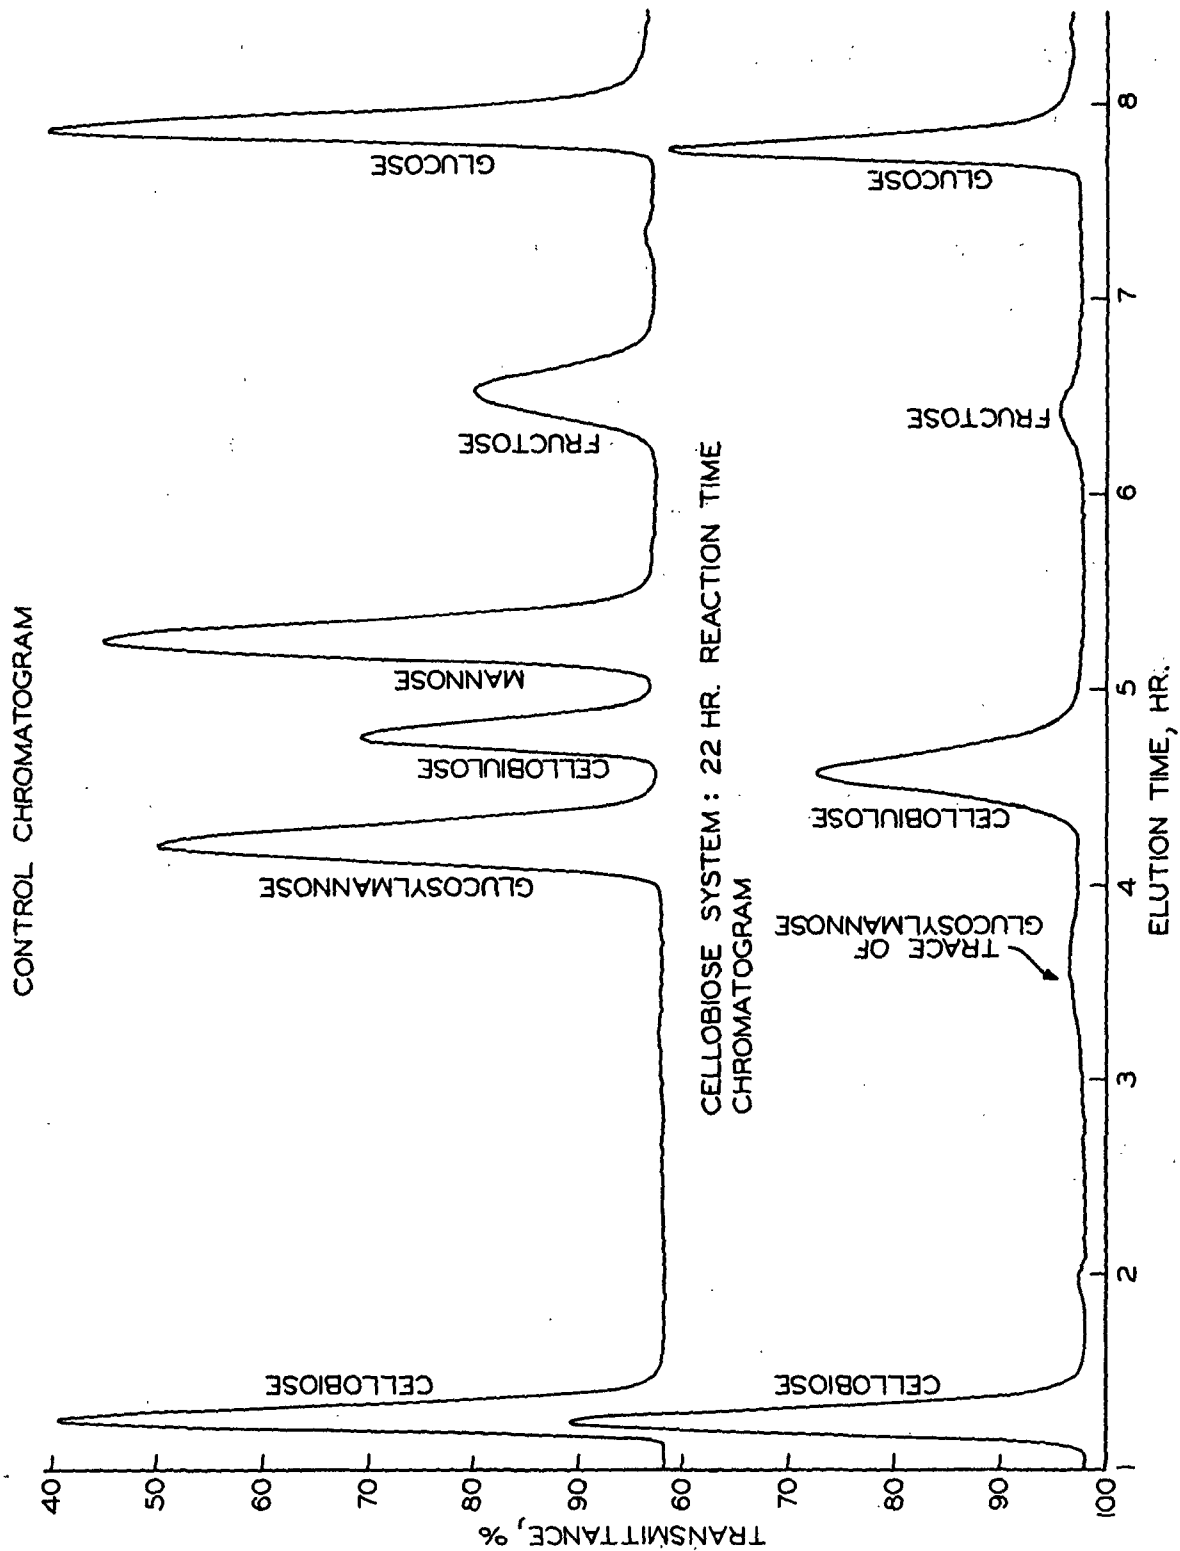 CONTROL CHROMATOGRAM
CELLOBIOSE
GLUCOSYLMANNOSE
CELLOBIULOSE
MANNOSE
FRUCTOSE
GLUCOSE
CELLOBIOSE SYSTEM: 22 HR. REACTION TIME
CHROMATOGRAM
CELLOBIOSE
TRACE OF
GLUCOSYLMANNOSE
CELLOBIULOSE
FRUCTOSE
GLUCOSE
TRANSMITTANCE, %
40
50
60
70
80
90
60
70
80
90
100
1
2
3
4
5
6
7
8
ELUTION TIME, HR.